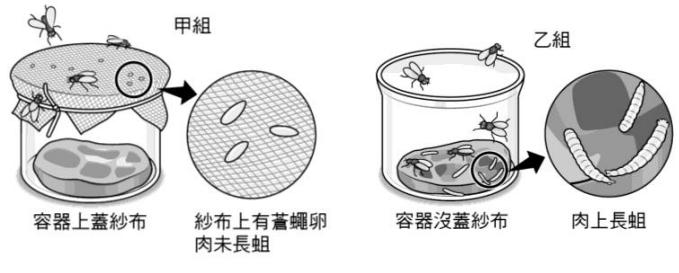 甲組
乙組
容器上蓋紗布
紗布上有蒼蠅卵
肉未長蛆
容器沒蓋紗布
肉上長蛆